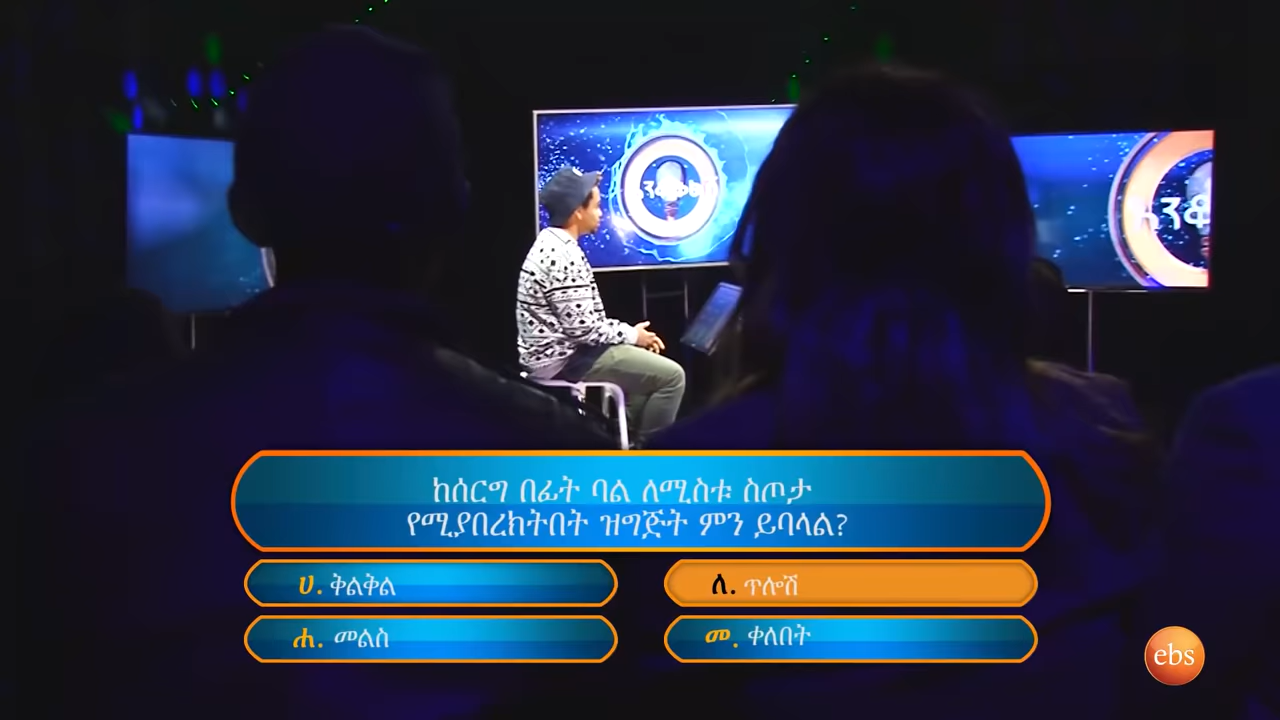 ከሰርግ በፊት ባል ለሚስቱ ስጦታ
የሚያበረክትበት ዝግጅት ምን ይባላል?
ሀ. ቅልቅል
ለ. ጥሎሽ
ሐ. መልስ
መ. ቀለበት
ebs